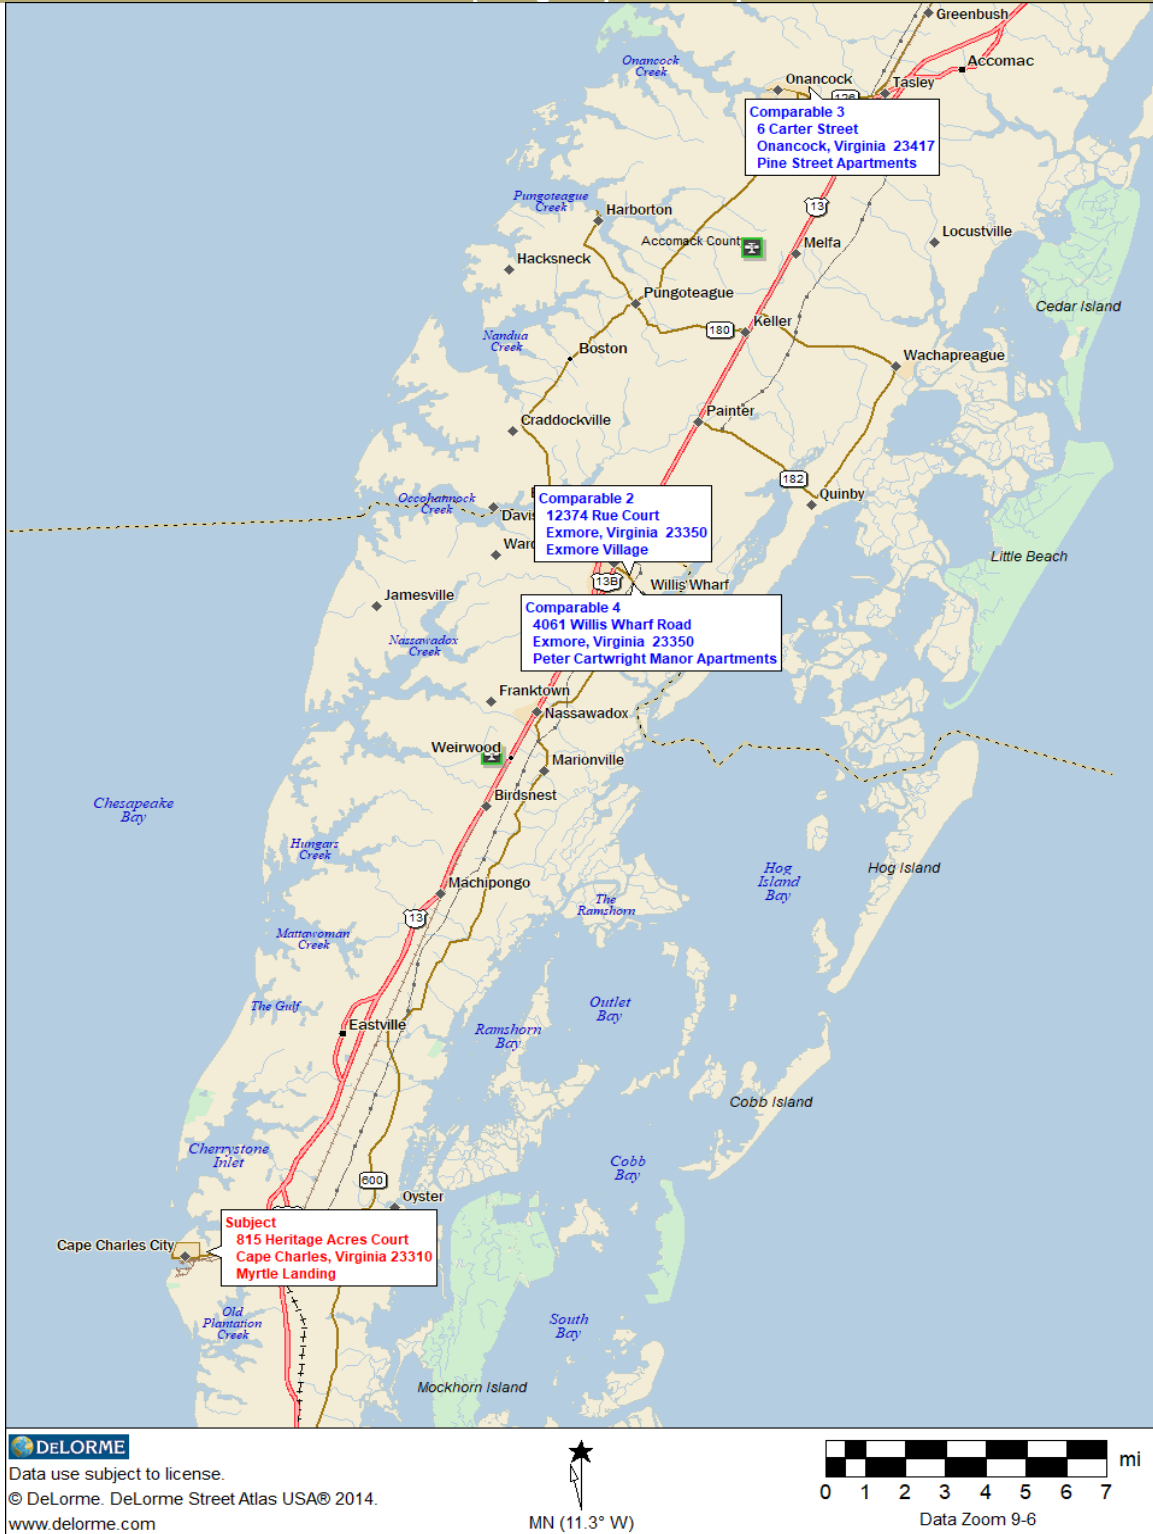 Greenbush
Accomac
Onancock
Creek
Onancock
Tasley
126
Comparable 3
6 Carter Street
Onancock, Virginia 23417
Pine Street Apartments
Pungoteague
Creek
Harborton
13
Accomack Count
Melfa
Locustville
Hacksneck
Pungoteague
Cedar Island
Nandua
Creek
180
Keller
Boston
Wachapreague
Painter
Craddockville
182
Quinby
Occohannock
Creek
Davis
Comparable 2
12374 Rue Court
Exmore, Virginia 23350
Exmore Village
Ward
Little Beach
13B
Willis Wharf
Jamesville
Comparable 4
4061 Willis Wharf Road
Exmore, Virginia 23350
Peter Cartwright Manor Apartments
Nassawadox
Creek
Franktown
Nassawadox
Weirwood
Marionville
Birdsnest
Chesapeake
Bay
Hungars
Creek
Hog
Island
Bay
Hog Island
Machipongo
The
Ramshorn
13
Mattawoman
Creek
The Gulf
Outlet
Bay
Eastville
Ramshorn
Bay
Cobb Island
Cherrystone
Inlet
Cobb
Bay
600
Oyster
Cape Charles City
Subject
815 Heritage Acres Court
Cape Charles, Virginia 23310
Myrtle Landing
Old
Plantation
Creek
South
Bay
Mockhorn Island
DELORME
Data use subject to license.
© DeLorme. DeLorme Street Atlas USA® 2014.
www.delorme.com
MN (11.3° W)
mi
0 1 2 3 4 5 6 7
Data Zoom 9-6